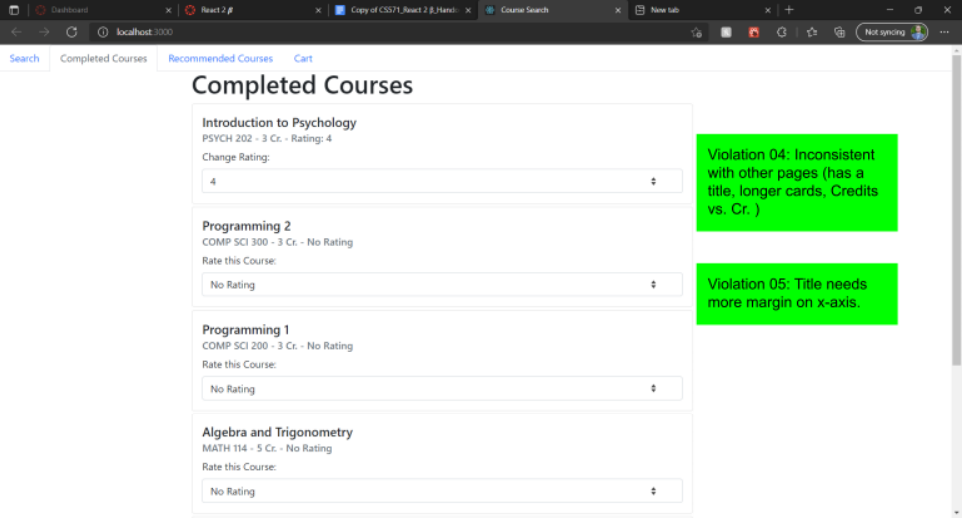 Dashboard
React 2 β
Copy of CS571_React 2 β_Hand
Course Search
New tab
localhost:3000
Not syncing
Search
Completed Courses
Recommended Courses
Cart
Completed Courses
Introduction to Psychology
PSYCH 202 - 3 Cr. - Rating: 4
Change Rating:
4
Programming 2
COMP SCI 300 - 3 Cr. - No Rating
Rate this Course:
No Rating
Programming 1
COMP SCI 200 - 3 Cr. - No Rating
Rate this Course:
No Rating
Algebra and Trigonometry
MATH 114 - 5 Cr. - No Rating
Rate this Course:
No Rating
Violation 04: Inconsistent
with other pages (has a
title, longer cards, Credits
vs. Cr. )
Violation 05: Title needs
more margin on x-axis.